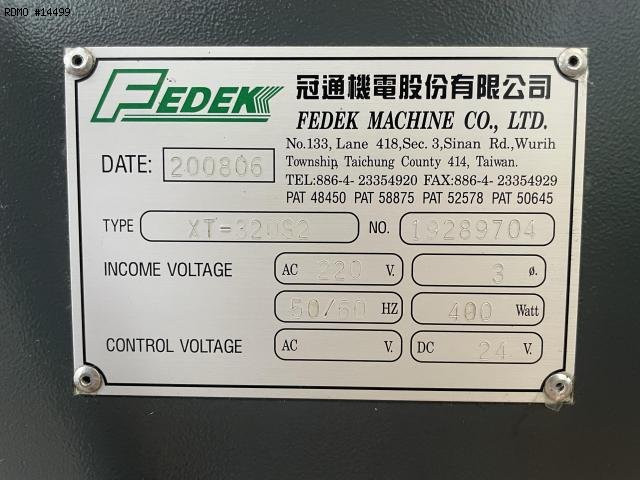 RDMO #14499
FEDEK 冠通機電股份有限公司
FEDEK MACHINE CO., LTD.
No.133, Lane 418,Sec. 3,Sinan Rd.,Wurih
Township, Taichung County 414, Taiwan.
TEL:886-4- 23354920 FAX:886-4- 23354929
PAT 48450 PAT 58875 PAT 52578 PAT 50645
DATE: 200806
TYPE XT-320S2 NO. 19289704
INCOME VOLTAGE AC 220 V. 3 ø.
50/60 HZ 400 Watt
CONTROL VOLTAGE AC V. DC 24 V.